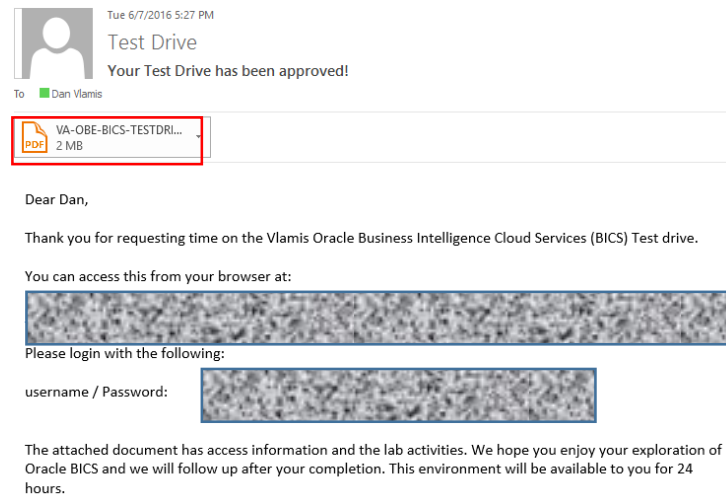 Tue 6/7/2016 5:27 PM
Test Drive
Your Test Drive has been approved!
To Dan Vlamis
VA-OBE-BICS-TESTDRI...
PDF
2 MB
Dear Dan,
Thank you for requesting time on the Vlamis Oracle Business Intelligence Cloud Services (BICS) Test drive.
You can access this from your browser at:
Please login with the following:
username / Password:
The attached document has access information and the lab activities. We hope you enjoy your exploration of
Oracle BICS and we will follow up after your completion. This environment will be available to you for 24
hours.